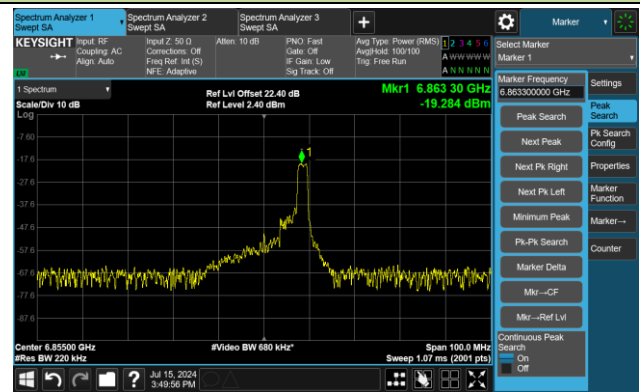 Spectrum Analyzer 1
Swept SA
Spectrum Analyzer 2
Swept SA
Spectrum Analyzer 3
Swept SA
+
Marker
KEYSIGHT
Input: RF
Coupling: AC
Align: Auto
Input Z: 50 Ω
Corrections: Off
Freq Ref: Int (S)
NFE: Adaptive
Atten: 10 dB
PNO: Fast
Gate: Off
IF Gain: Low
Sig Track: Off
Avg Type: Power (RMS)
Avg|Hold: 100/100
Trig: Free Run
1 2 3 4 5 6
A W W W W W
A N N N N N
Select Marker
Marker 1
LXI
1 Spectrum
Scale/Div 10 dB
Log
Ref Lvl Offset 22.40 dB
Ref Level 2.40 dBm
Mkr1 6.863 30 GHz
-19.284 dBm
-7.60
-17.6
-27.6
-37.6
-47.6
-57.6
-67.6
-77.6
-87.6
1
Center 6.85500 GHz
#Res BW 220 kHz
#Video BW 680 kHz*
Span 100.0 MHz
Sweep 1.07 ms (2001 pts)
Marker Frequency
6.863300000 GHz
Peak Search
Next Peak
Next Pk Right
Next Pk Left
Minimum Peak
Pk-Pk Search
Marker Delta
Mkr→CF
Mkr→Ref Lvl
Continuous Peak
Search
On
Off
Settings
Peak
Search
Pk Search
Config
Properties
Marker
Function
Marker→
Counter
?
Jul 15, 2024
3:49:56 PM